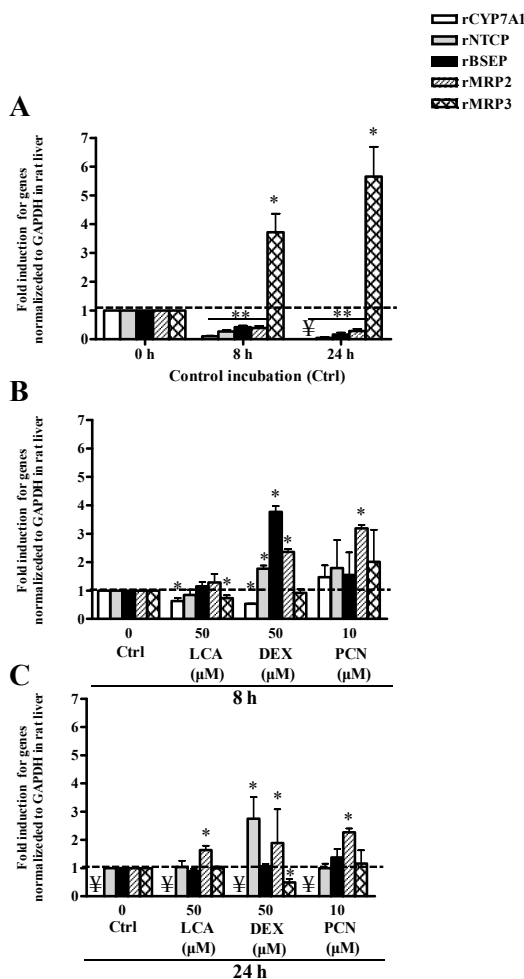 rCYP7A1
rNTCP
rBSEP
rMRP2
rMRP3
A
Fold induction for genes
normalizeded to GAPDH in rat liver
7
6
5
4
3
2
1
0
*
*
**
**
¥
0 h 8 h 24 h
Control incubation (Ctrl)
B
Fold induction for genes
normalizeded to GAPDH in rat liver
7
6
5
4
3
2
1
0
* * * * * * *
0 50 50 10
Ctrl LCA DEX PCN
(μM) (μM) (μM)
8 h
C
Fold induction for genes
normalizeded to GAPDH in rat liver
7
6
5
4
3
2
1
0
* * * * *
¥ ¥ ¥ ¥
0 50 50 10
Ctrl LCA DEX PCN
(μM) (μM) (μM)
24 h